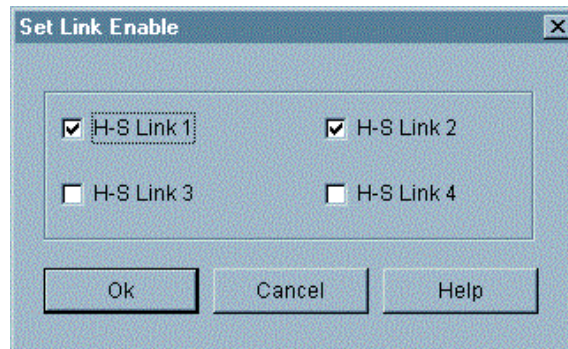 Set Link Enable
H-S Link 1 H-S Link 2
H-S Link 3 H-S Link 4
Ok Cancel Help